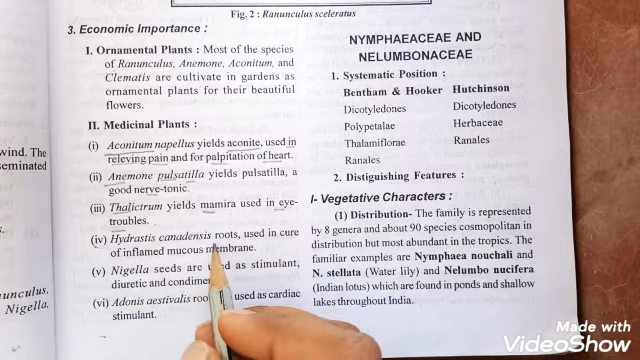 Fig. 2 : Ranunculus sceleratus
3. Economic Importance :
I. Ornamental Plants : Most of the species
of Ranunculus, Anemone, Aconitum, and
Clematis are cultivate in gardens as
ornamental plants for their beautiful
flowers.
II. Medicinal Plants :
(i) Aconitum napellus yields aconite, used in
releving pain and for palpitation of heart.
(ii) Anemone pulsatilla yields pulsatilla, a
good nerve-tonic.
(iii) Thalictrum yields mamira used in eye-
troubles.
(iv) Hydrastis canadensis roots, used in cure
of inflamed mucous membrane.
(v) Nigella seeds are used as stimulant,
diuretic and
(vi) Adonis aestivalis used as cardiac
stimulant.
wind. The
seminated
unculus,
Nigella,
NYMPHAEACEAE AND
NELUMBONACEAE
1. Systematic Position :
Bentham & Hooker Hutchinson
Dicotyledones Dicotyledones
Polypetalae Herbaceae
Thalamiflorae Ranales
Ranales
2. Distiguishing Features :
I- Vegetative Characters :
(1) Distribution- The family is represented
by 8 genera and about 90 species cosmopolitan in
distribution but most abundant in the tropics. The
familiar examples are Nymphaea nouchali and
N. stellata (Water lily) and Nelumbo nucifera
(Indian lotus) which are found in ponds and shallow
lakes throughout India.
Made with
VideoShow